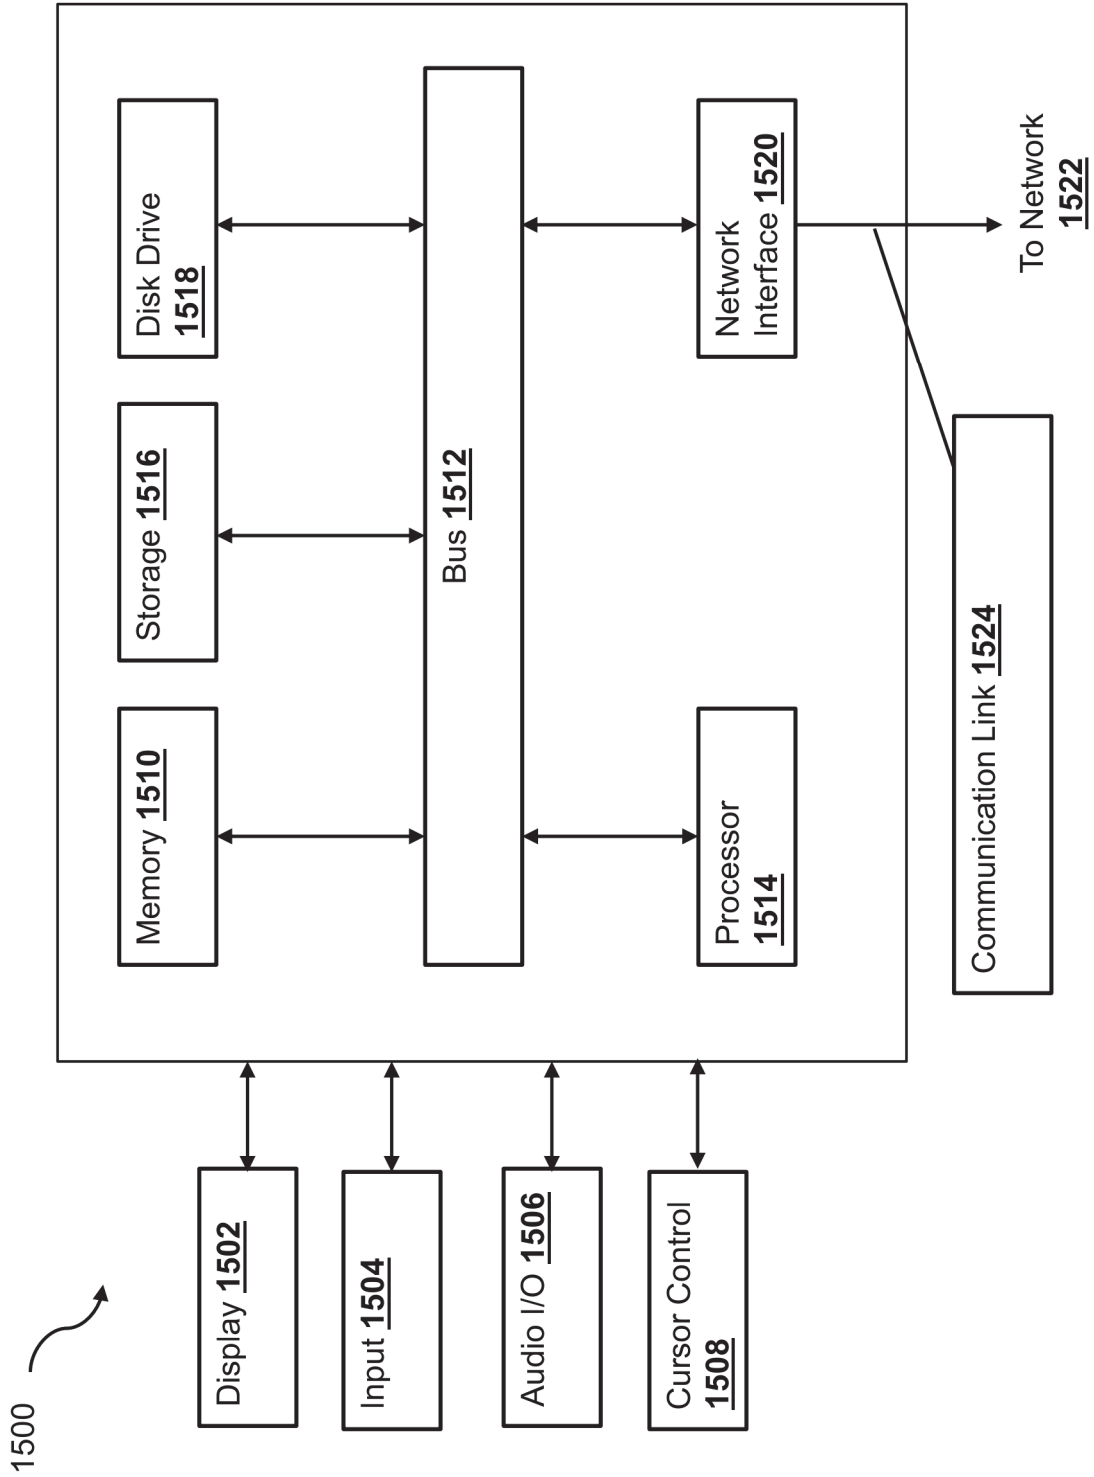 1500
Display 1502
Input 1504
Audio I/O 1506
Cursor Control
1508
Memory 1510
Storage 1516
Disk Drive
1518
Bus 1512
Processor
1514
Network
Interface 1520
Communication Link 1524
To Network
1522